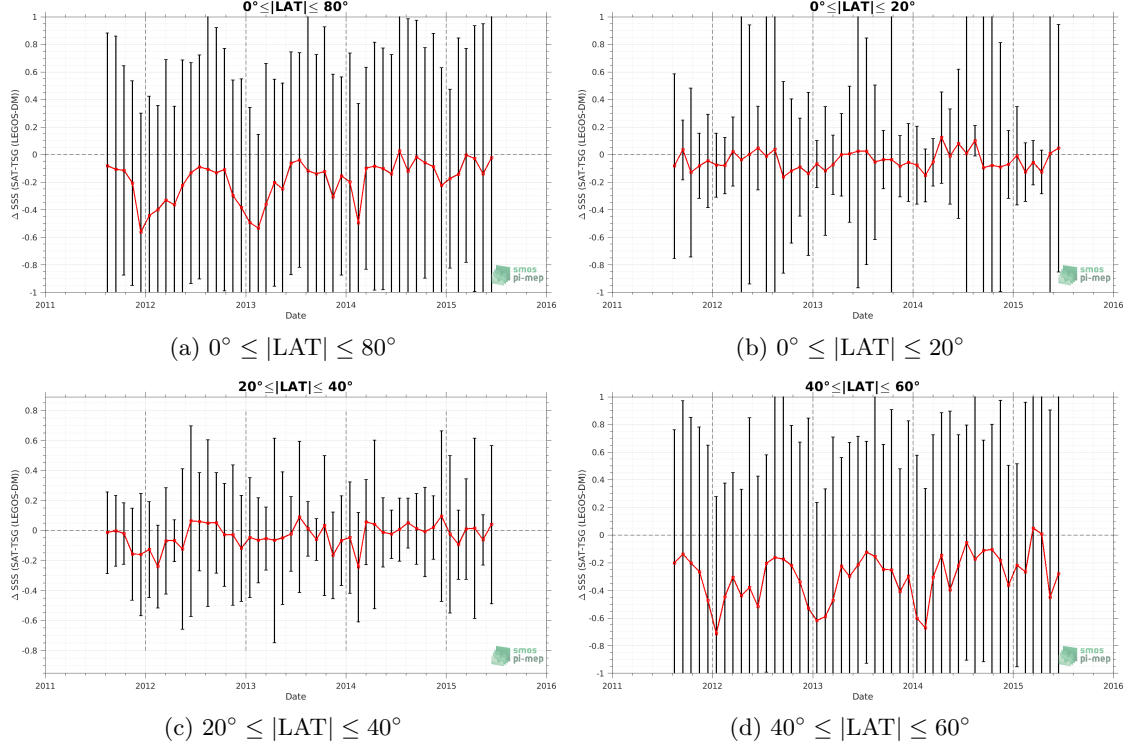 0°≤|LAT|≤ 80°
Δ SSS (SAT-TSG (LEGOS-DM))
1
0.8
0.6
0.4
0.2
0
-0.2
-0.4
-0.6
-0.8
-1
2011 2012 2013 2014 2015 2016
Date
smos
pi-mep
(a) 0° ≤ |LAT| ≤ 80°
0°≤|LAT|≤ 20°
Δ SSS (SAT-TSG (LEGOS-DM))
1
0.8
0.6
0.4
0.2
0
-0.2
-0.4
-0.6
-0.8
-1
2011 2012 2013 2014 2015 2016
Date
smos
pi-mep
(b) 0° ≤ |LAT| ≤ 20°
20°≤|LAT|≤ 40°
Δ SSS (SAT-TSG (LEGOS-DM))
0.8
0.6
0.4
0.2
0
-0.2
-0.4
-0.6
-0.8
2011 2012 2013 2014 2015 2016
Date
smos
pi-mep
(c) 20° ≤ |LAT| ≤ 40°
40°≤|LAT|≤ 60°
Δ SSS (SAT-TSG (LEGOS-DM))
1
0.8
0.6
0.4
0.2
0
-0.2
-0.4
-0.6
-0.8
-1
2011 2012 2013 2014 2015 2016
Date
smos
pi-mep
(d) 40° ≤ |LAT| ≤ 60°